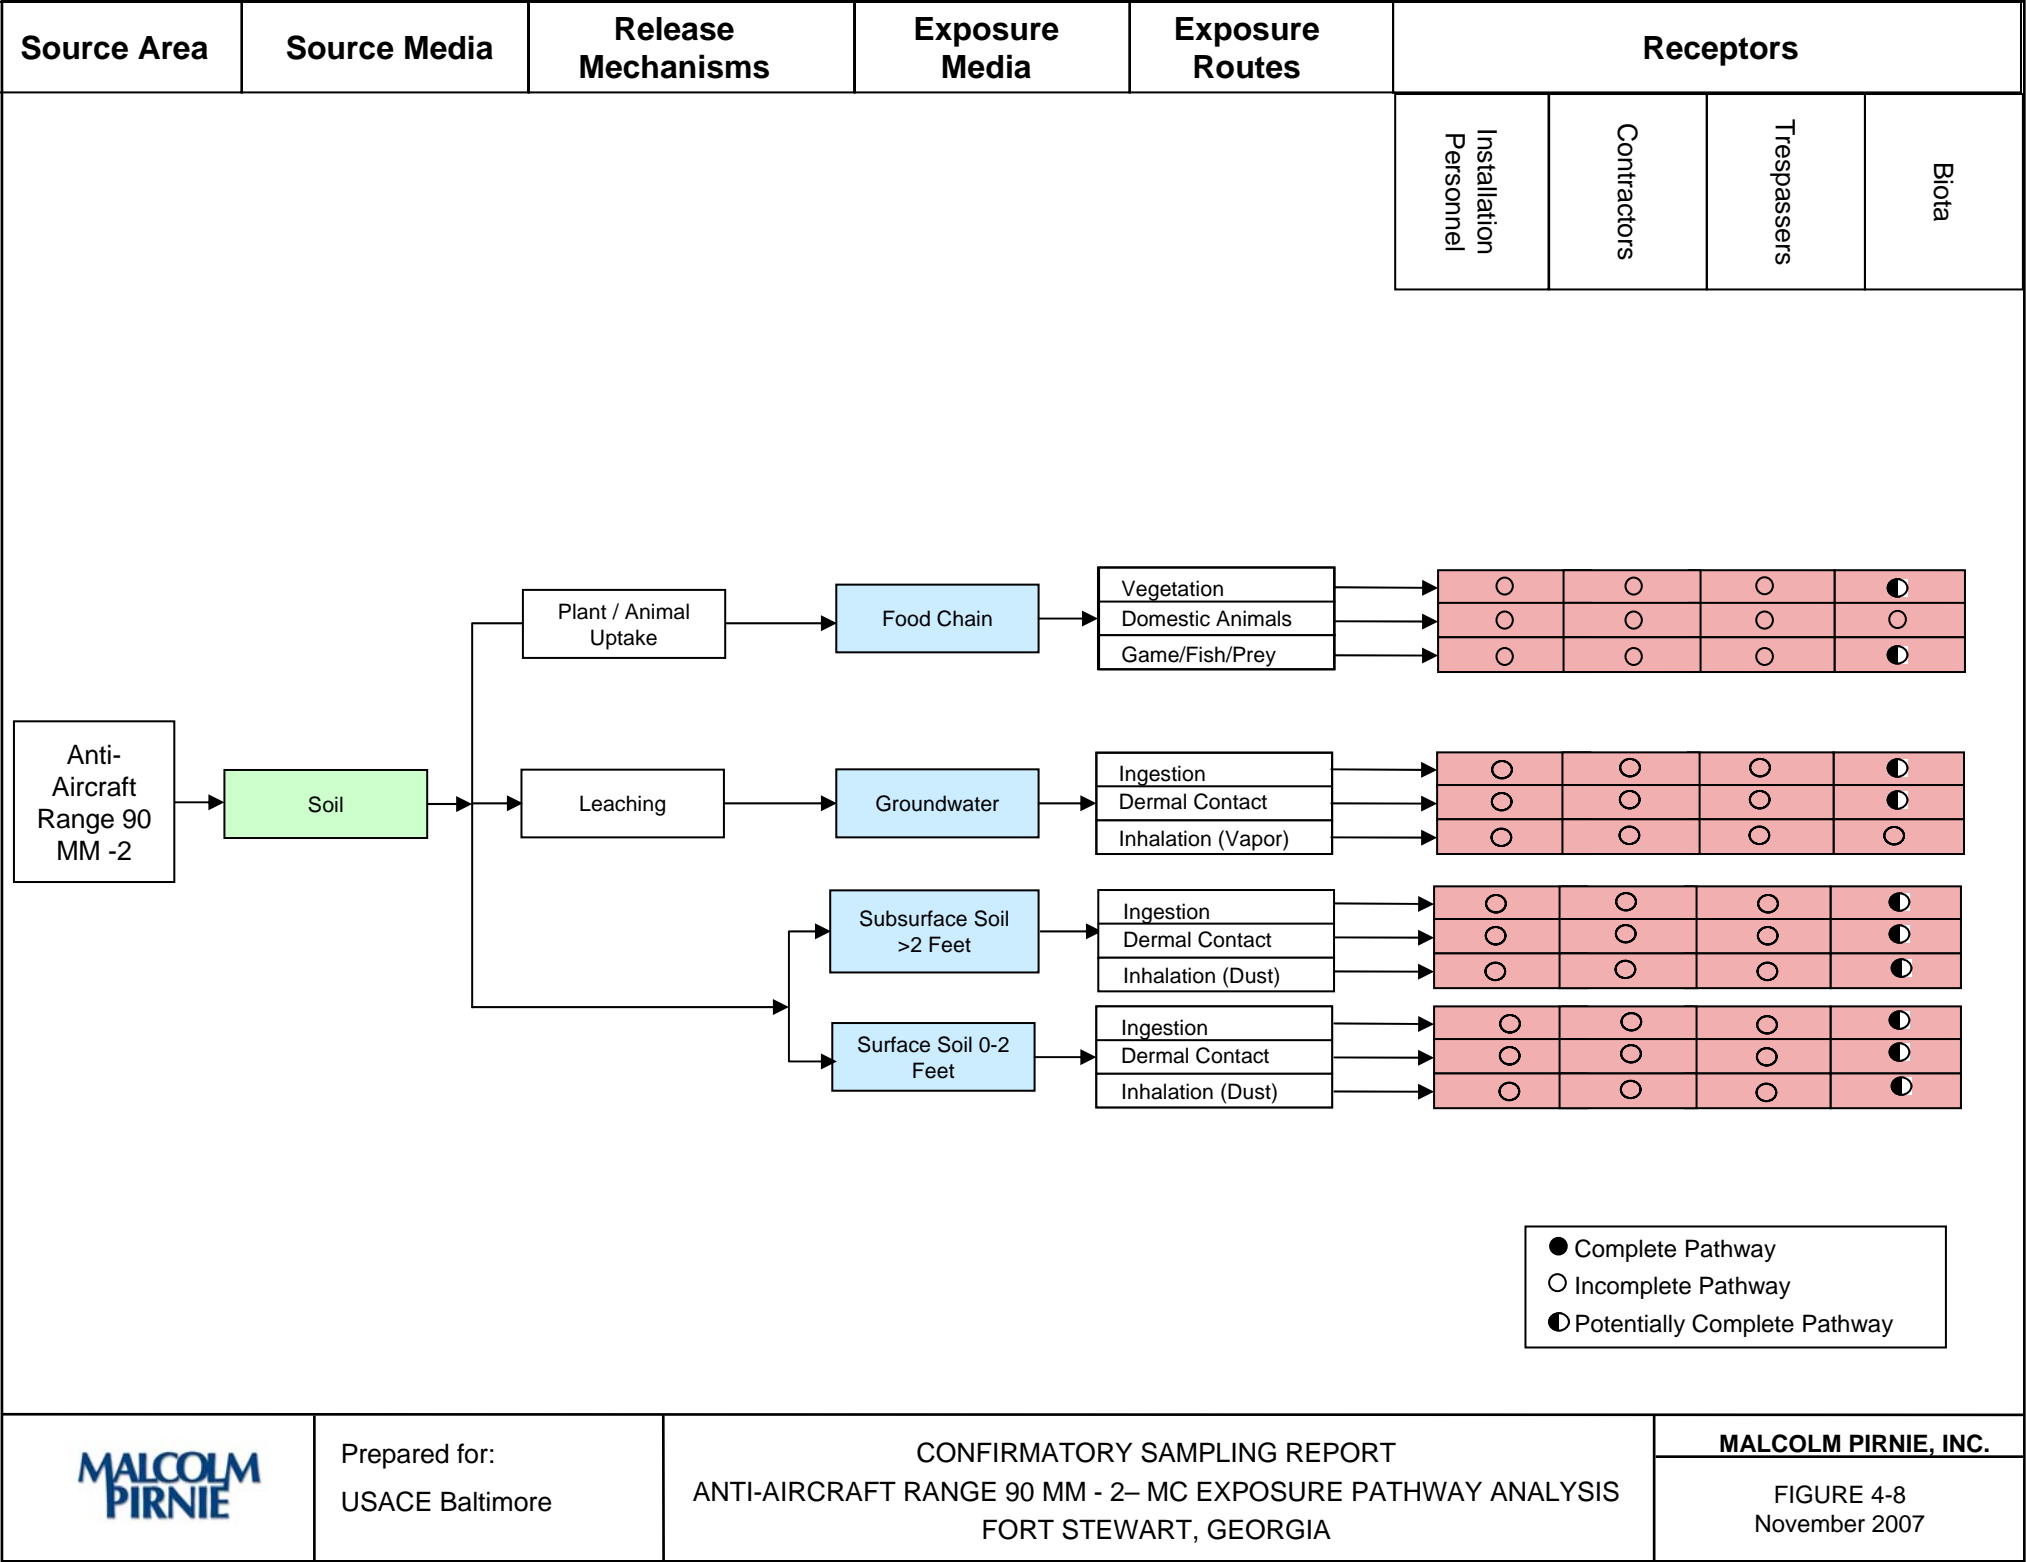 Source Area
Source Media
Release
Mechanisms
Exposure
Media
Exposure
Routes
Receptors
Installation
Personnel
Contractors
Trespassers
Biota
Plant / Animal
Uptake
Food Chain
Vegetation
Domestic Animals
Game/Fish/Prey
Anti-
Aircraft
Range 90
MM -2
Soil
Leaching
Groundwater
Ingestion
Dermal Contact
Inhalation (Vapor)
Subsurface Soil
>2 Feet
Ingestion
Dermal Contact
Inhalation (Dust)
Surface Soil 0-2
Feet
Ingestion
Dermal Contact
Inhalation (Dust)
Complete Pathway
Incomplete Pathway
Potentially Complete Pathway
MALCOLM
PIRNIE
Prepared for:
USACE Baltimore
CONFIRMATORY SAMPLING REPORT
ANTI-AIRCRAFT RANGE 90 MM - 2– MC EXPOSURE PATHWAY ANALYSIS
FORT STEWART, GEORGIA
MALCOLM PIRNIE, INC.
FIGURE 4-8
November 2007